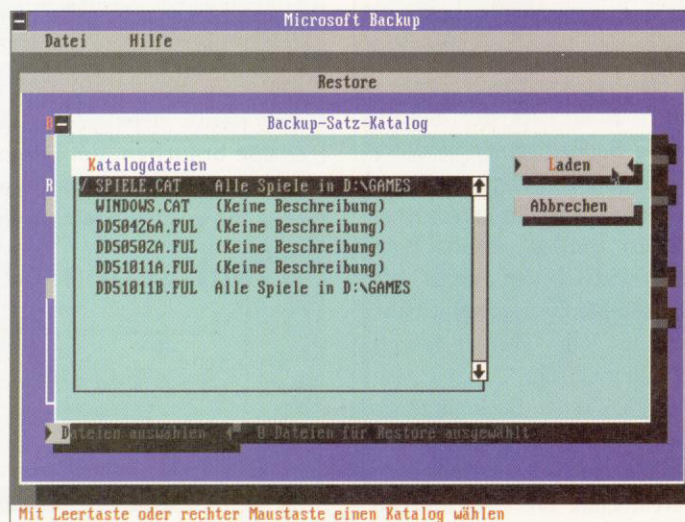 Microsoft Backup
Datei Hilfe
Restore
Backup-Satz-Katalog
Katalogdateien
√ SPIELE.CAT Alle Spiele in D:\GAMES
WINDOWS.CAT (Keine Beschreibung)
DD50426A.FUL (Keine Beschreibung)
DD50502A.FUL (Keine Beschreibung)
DD51011A.FUL (Keine Beschreibung)
DD51011B.FUL Alle Spiele in D:\GAMES
Laden
Abbrechen
Dateien auswählen 0 Dateien für Restore ausgewählt
Mit Leertaste oder rechter Maustaste einen Katalog wählen